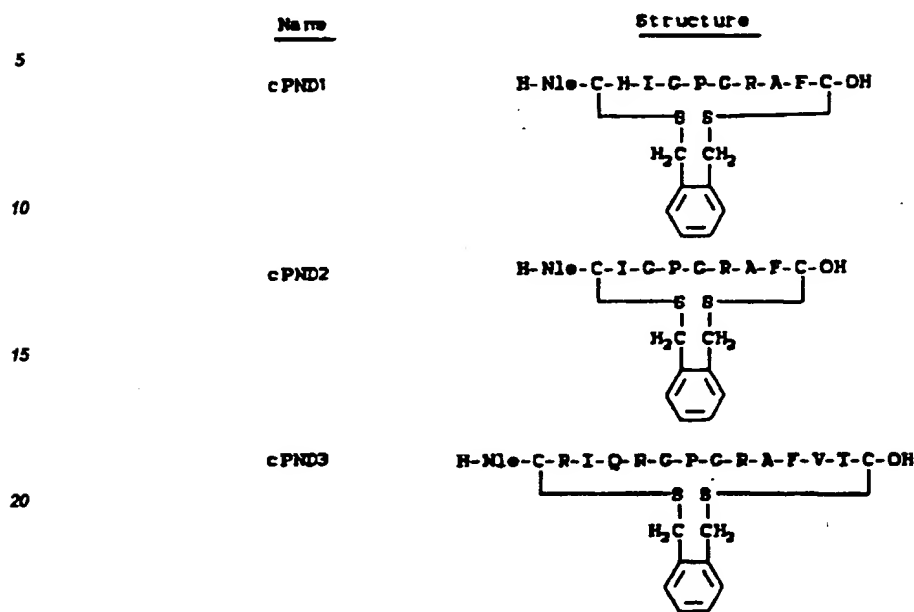 Name Structure
5
cPND1 H-Nle-C-H-I-G-P-G-R-A-F-C-OH
S S
H₂C CH₂
10
cPND2 H-Nle-C-I-G-P-G-R-A-F-C-OH
S S
15
H₂C CH₂
cPND3 H-Nle-C-R-I-Q-R-G-P-G-R-A-F-V-T-C-OH
20
S S
H₂C CH₂